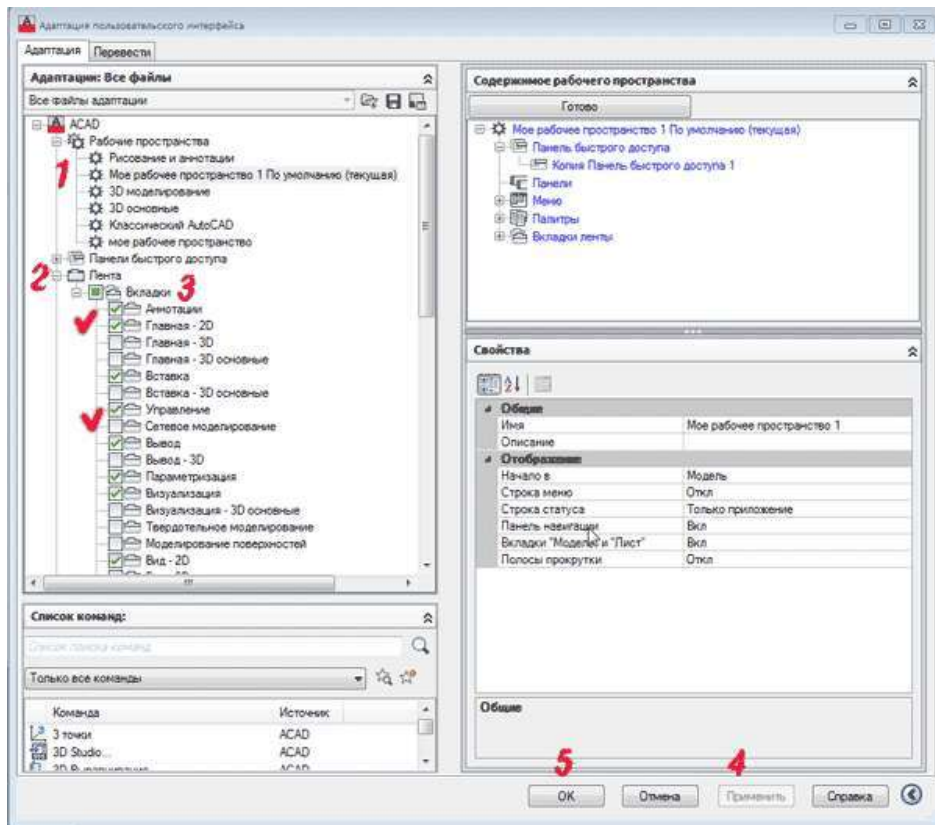 Адаптация пользовательского интерфейса
Адаптация
Перевести
Адаптации: Все файлы
Все файлы адаптации
ACAD
Рабочие пространства
1
Рисование и аннотации
Мое рабочее пространство 1 По умолчанию (текущая)
3D моделирование
3D основные
Классический AutoCAD
мое рабочее пространство
Панели быстрого доступа
2
Лента
Вкладки
3
Аннотации
Главная - 2D
Главная - 3D
Главная - 3D основные
Вставка
Вставка - 3D основные
Управление
Сетевое моделирование
Вывод
Вывод - 3D
Параметризация
Визуализация
Визуализация - 3D основные
Твердотельное моделирование
Моделирование поверхностей
Вид - 2D
Список команд:
Список поиска команд
Только все команды
Команда
Источник
3 точки
ACAD
3D Studio...
ACAD
3D Выравнивание
ACAD
Содержимое рабочего пространства
Готово
Мое рабочее пространство 1 По умолчанию (текущая)
Панель быстрого доступа
Копия Панель быстрого доступа 1
Панели
Меню
Палитры
Вкладки ленты
Свойства
Общие
Имя
Мое рабочее пространство 1
Описание
Отображение
Начало в
Модель
Строка меню
Откл
Строка статуса
Только приложение
Панель навигации
Вкл
Вкладки "Модель" и "Лист"
Вкл
Полосы прокрутки
Откл
Общие
5
4
OK
Отмена
Применить
Справка